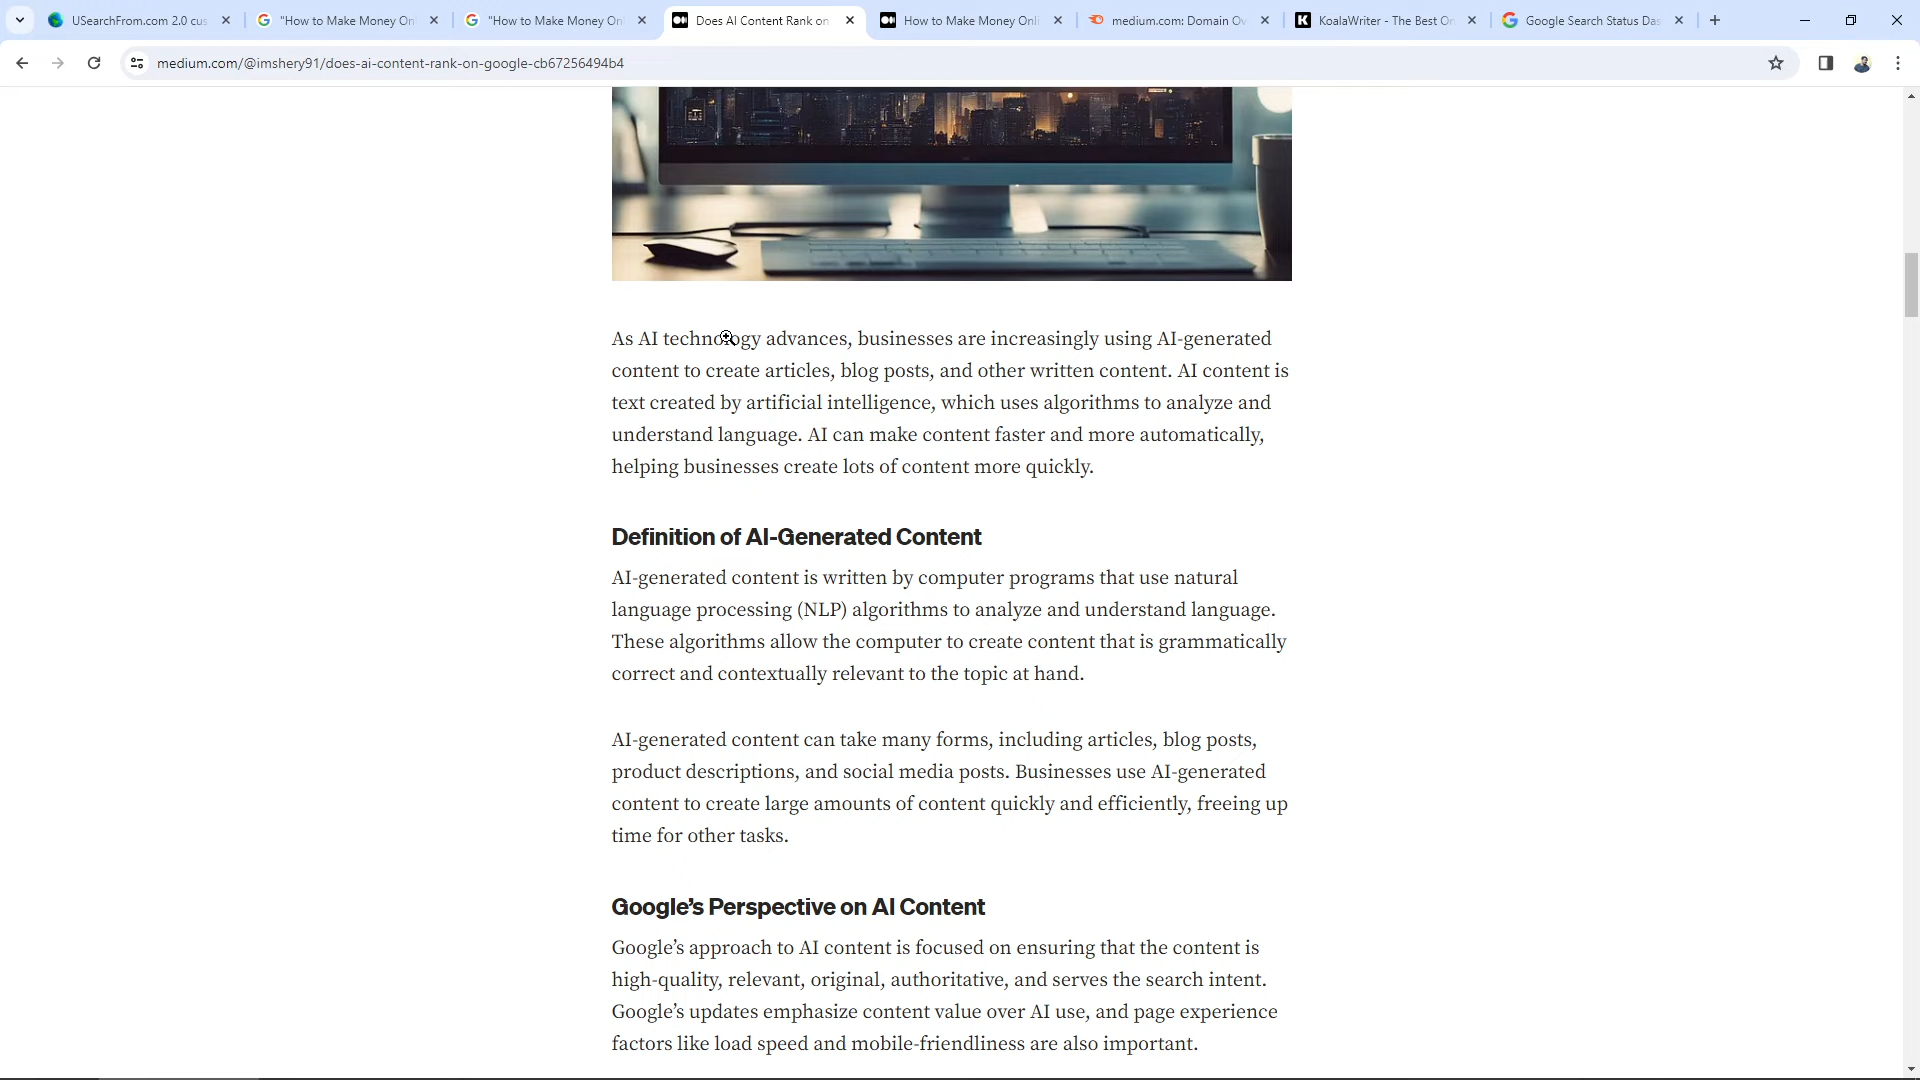 USearchFrom.com 2.0 cus
"How to Make Money Onl
"How to Make Money Onl
Does AI Content Rank on
How to Make Money Onli
medium.com: Domain Ov
KoalaWriter - The Best On
Google Search Status Das
medium.com/@imshery91/does-ai-content-rank-on-google-cb67256494b4
As AI technology advances, businesses are increasingly using AI-generated
content to create articles, blog posts, and other written content. AI content is
text created by artificial intelligence, which uses algorithms to analyze and
understand language. AI can make content faster and more automatically,
helping businesses create lots of content more quickly.
Definition of AI-Generated Content
AI-generated content is written by computer programs that use natural
language processing (NLP) algorithms to analyze and understand language.
These algorithms allow the computer to create content that is grammatically
correct and contextually relevant to the topic at hand.
AI-generated content can take many forms, including articles, blog posts,
product descriptions, and social media posts. Businesses use AI-generated
content to create large amounts of content quickly and efficiently, freeing up
time for other tasks.
Google’s Perspective on AI Content
Google’s approach to AI content is focused on ensuring that the content is
high-quality, relevant, original, authoritative, and serves the search intent.
Google’s updates emphasize content value over AI use, and page experience
factors like load speed and mobile-friendliness are also important.